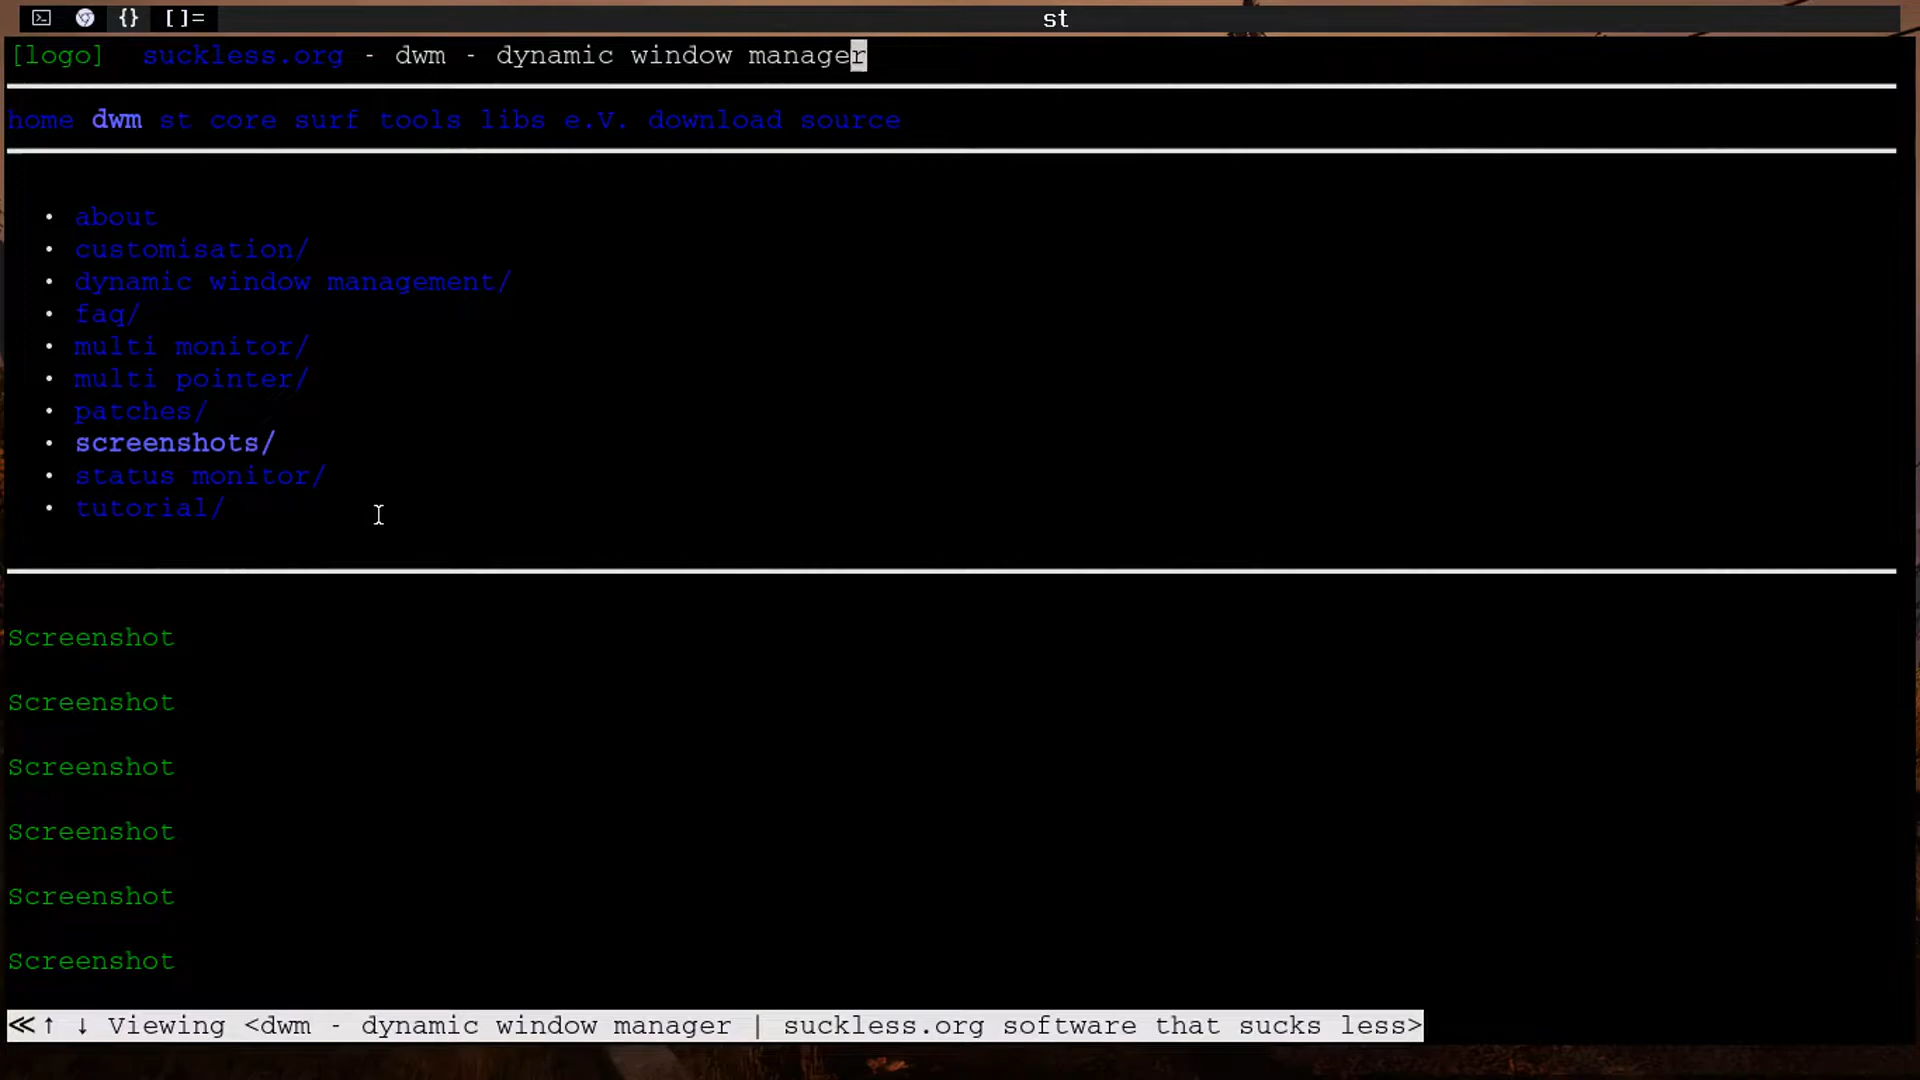 {} []= st
[logo] suckless.org - dwm - dynamic window manager
home dwm st core surf tools libs e.V. download source
• about
• customisation/
• dynamic window management/
• faq/
• multi monitor/
• multi pointer/
• patches/
• screenshots/
• status monitor/
• tutorial/
Screenshot
Screenshot
Screenshot
Screenshot
Screenshot
Screenshot
≪↑ ↓ Viewing <dwm - dynamic window manager | suckless.org software that sucks less>